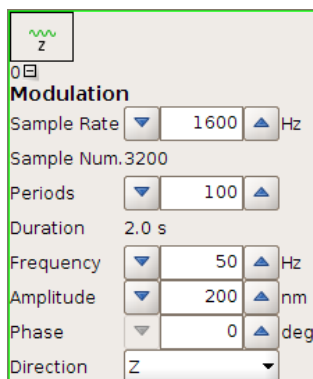 Z
0
Modulation
Sample Rate 1600 Hz
Sample Num. 3200
Periods 100
Duration 2.0 s
Frequency 50 Hz
Amplitude 200 nm
Phase 0 deg
Direction Z